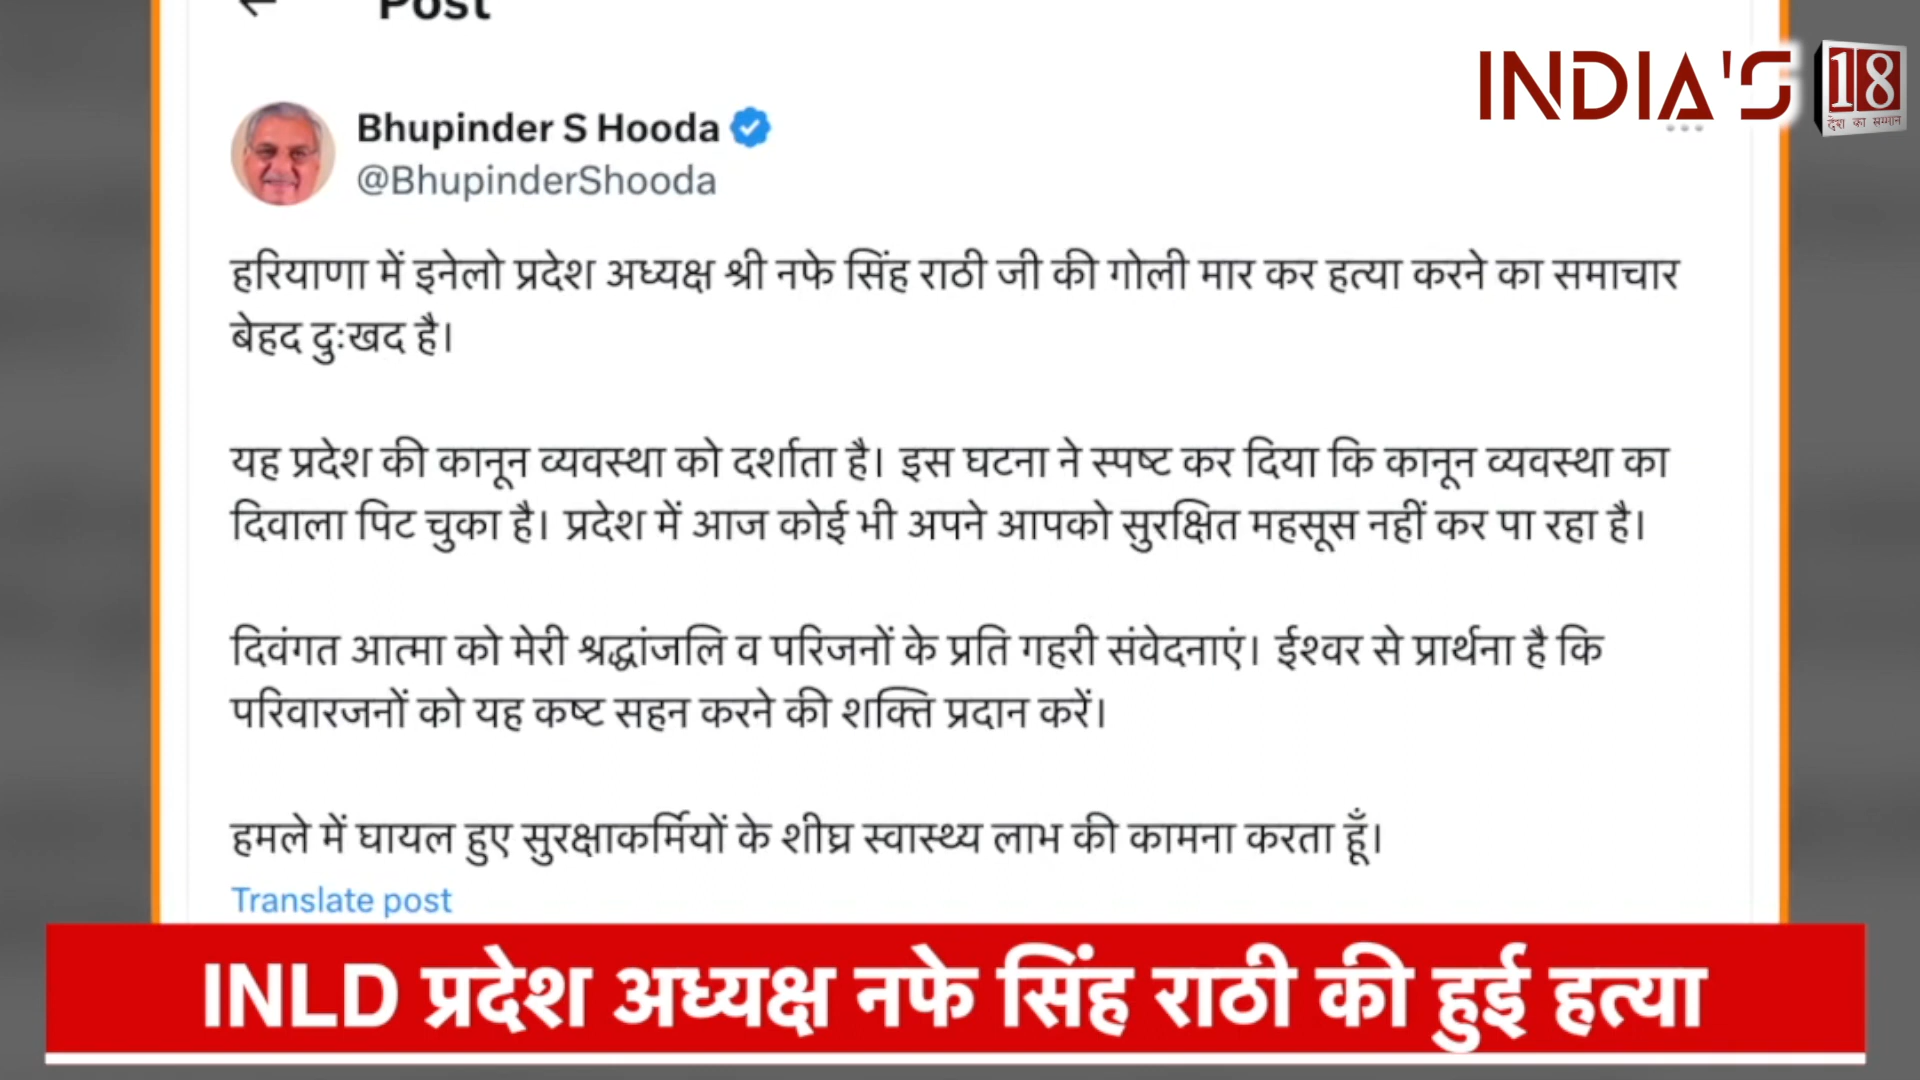 Post
INDIA'S 18
देश का सम्मान
Bhupinder S Hooda
@BhupinderShooda
हरियाणा में इनेलो प्रदेश अध्यक्ष श्री नफे सिंह राठी जी की गोली मार कर हत्या करने का समाचार
बेहद दुःखद है।
यह प्रदेश की कानून व्यवस्था को दर्शाता है। इस घटना ने स्पष्ट कर दिया कि कानून व्यवस्था का
दिवाला पिट चुका है। प्रदेश में आज कोई भी अपने आपको सुरक्षित महसूस नहीं कर पा रहा है।
दिवंगत आत्मा को मेरी श्रद्धांजलि व परिजनों के प्रति गहरी संवेदनाएं। ईश्वर से प्रार्थना है कि
परिवारजनों को यह कष्ट सहन करने की शक्ति प्रदान करें।
हमले में घायल हुए सुरक्षाकर्मियों के शीघ्र स्वास्थ्य लाभ की कामना करता हूँ।
Translate post
INLD प्रदेश अध्यक्ष नफे सिंह राठी की हुई हत्या